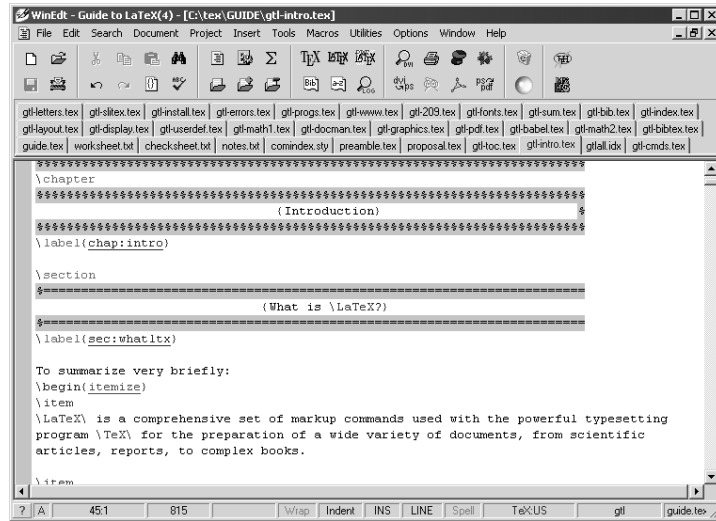 WinEdt - Guide to LaTeX(4) - [C:\tex\GUIDE\gtl-intro.tex]
File Edit Search Document Project Insert Tools Macros Utilities Options Window Help
TEX LATEX
DVI
Bib a-z LOG dvi ps PS pdf
gtl-letters.tex gtl-slitex.tex gtl-install.tex gtl-errors.tex gtl-progs.tex gtl-www.tex gtl-209.tex gtl-fonts.tex gtl-sum.tex gtl-bib.tex gtl-index.tex
gtl-layout.tex gtl-display.tex gtl-userdef.tex gtl-math1.tex gtl-docman.tex gtl-graphics.tex gtl-pdf.tex gtl-babel.tex gtl-math2.tex gtl-bibtex.tex
guide.tex worksheet.txt checksheet.txt notes.txt comindex.sty preamble.tex proposal.tex gtl-toc.tex gtl-intro.tex gtlall.idx gtl-cmds.tex
%%%%%%%%%%%%%%%%%%%%%%%%%%%%%%%%%%%%%%%%%%%%%%%%%%%%%%%%%%%%%%%%%%%%%%%
\chapter
%%%%%%%%%%%%%%%%%%%%%%%%%%%%%%%%%%%%%%%%%%%%%%%%%%%%%%%%%%%%%%%%%%%%%%%
{Introduction} %
%%%%%%%%%%%%%%%%%%%%%%%%%%%%%%%%%%%%%%%%%%%%%%%%%%%%%%%%%%%%%%%%%%%%%%%
\label{chap:intro}
\section
%======================================================================
{What is \LaTeX?}
%======================================================================
\label{sec:whatltx}
To summarize very briefly:
\begin{itemize}
\item
\LaTeX\ is a comprehensive set of markup commands used with the powerful typesetting
program \TeX\ for the preparation of a wide variety of documents, from scientific
articles, reports, to complex books.
\item
? A 45:1 815 Wrap Indent INS LINE Spell TeX:US gtl guide.tex